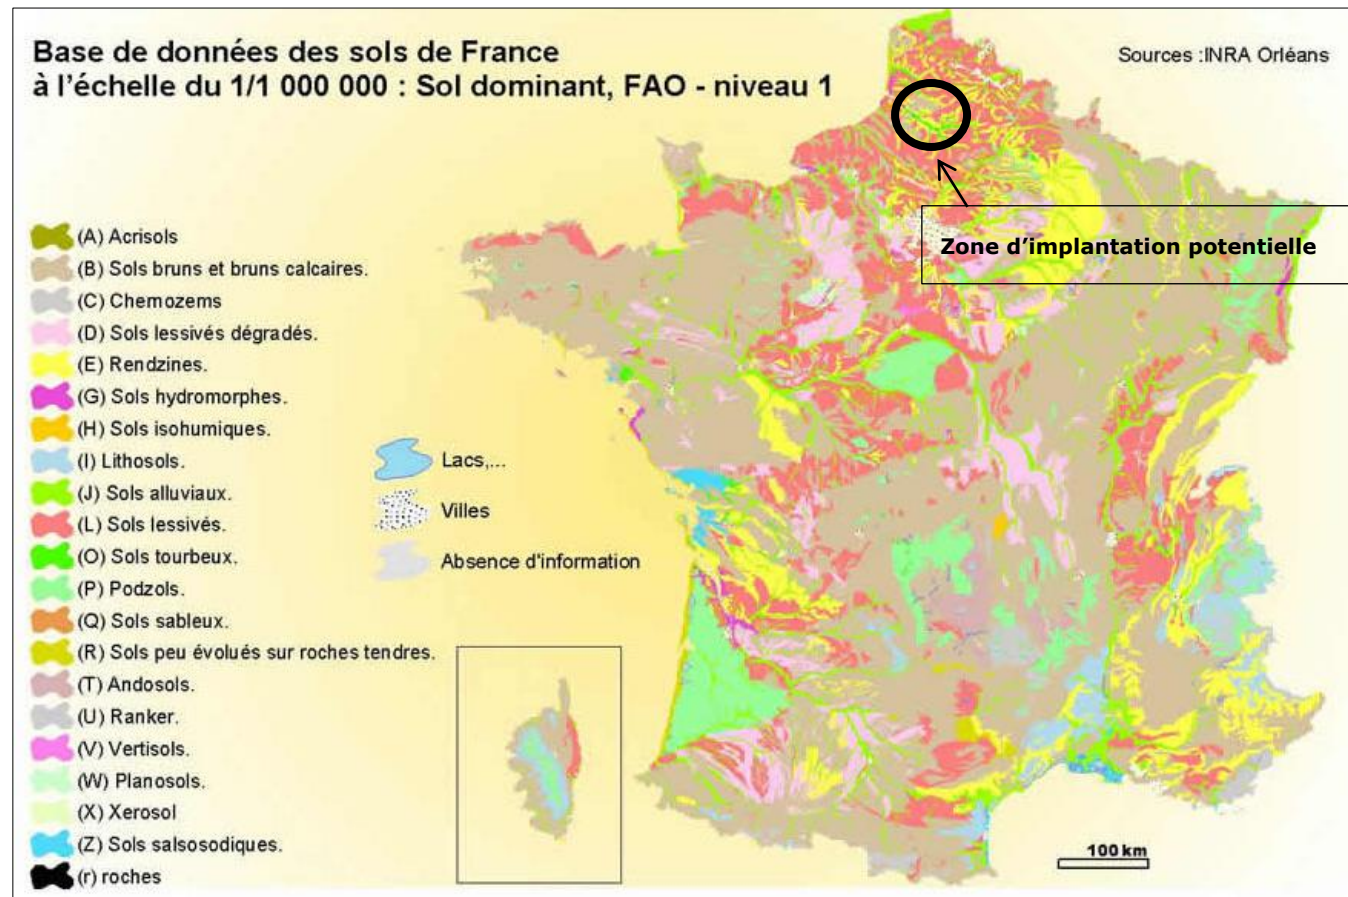 Base de données des sols de France
à l'échelle du 1/1 000 000 : Sol dominant, FAO - niveau 1
Sources :INRA Orléans
Zone d'implantation potentielle
(A) Acrisols
(B) Sols bruns et bruns calcaires.
(C) Chemozems
(D) Sols lessivés dégradés.
(E) Rendzines.
(G) Sols hydromorphes.
(H) Sols isohumiques.
(I) Lithosols.
(J) Sols alluviaux.
(L) Sols lessivés.
(O) Sols tourbeux.
(P) Podzols.
(Q) Sols sableux.
(R) Sols peu évolués sur roches tendres.
(T) Andosols.
(U) Ranker.
(V) Vertisols.
(W) Planosols.
(X) Xerosol
(Z) Sols salsosodiques.
(r) roches
Lacs,...
Villes
Absence d'information
100 km